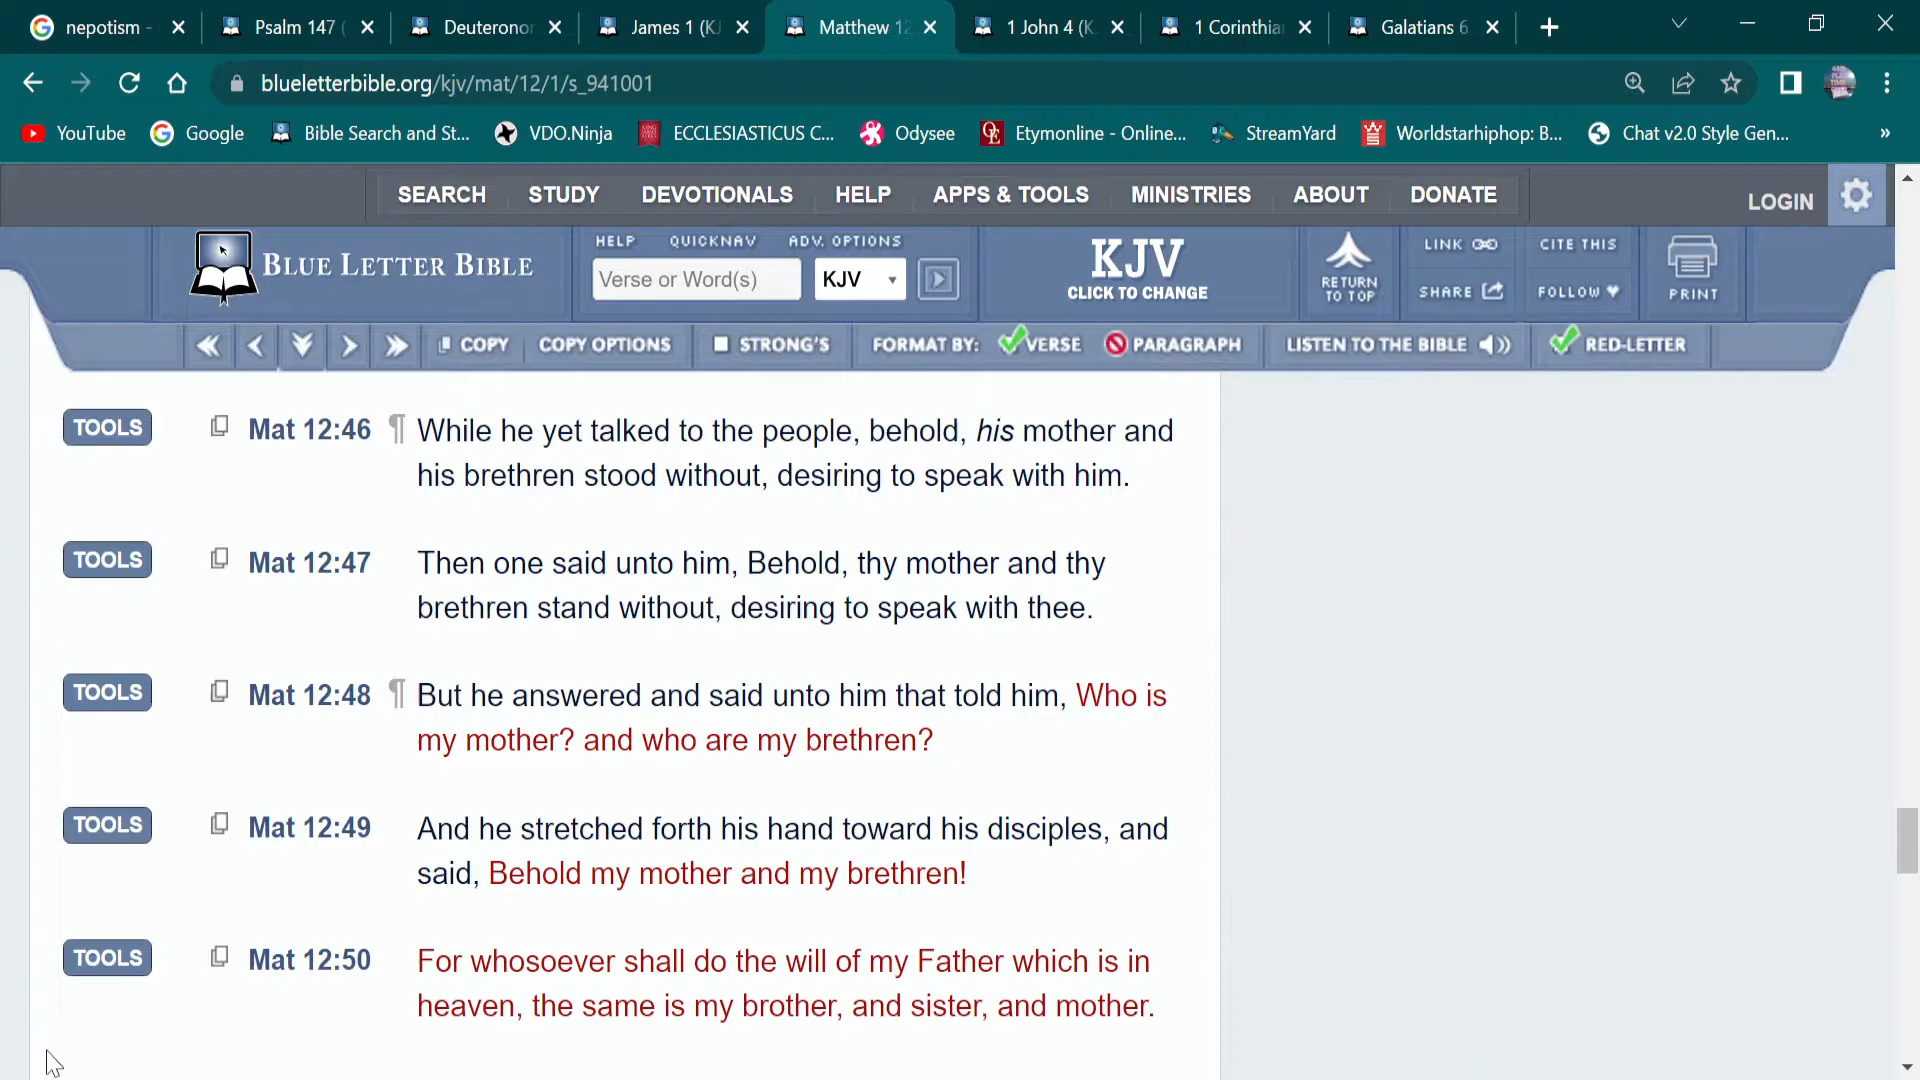 nepotism -
Psalm 147 (
Deuterono
James 1 (KJ
Matthew 12
1 John 4 (K
1 Corinthia
Galatians 6
blueletterbible.org/kjv/mat/12/1/s_941001
YouTube
Google
Bible Search and St...
VDO.Ninja
ECCLESIASTICUS C...
Odysee
Etymonline - Online...
StreamYard
Worldstarhiphop: B...
Chat v2.0 Style Gen...
»
SEARCH
STUDY
DEVOTIONALS
HELP
APPS & TOOLS
MINISTRIES
ABOUT
DONATE
LOGIN
BLUE LETTER BIBLE
HELP
QUICKNAV
ADV. OPTIONS
Verse or Word(s)
KJV
KJV
CLICK TO CHANGE
RETURN
TO TOP
LINK
SHARE
CITE THIS
FOLLOW
PRINT
COPY
COPY OPTIONS
STRONG'S
FORMAT BY:
VERSE
PARAGRAPH
LISTEN TO THE BIBLE
RED-LETTER
TOOLS
Mat 12:46
¶ While he yet talked to the people, behold, his mother and
his brethren stood without, desiring to speak with him.
TOOLS
Mat 12:47
Then one said unto him, Behold, thy mother and thy
brethren stand without, desiring to speak with thee.
TOOLS
Mat 12:48
¶ But he answered and said unto him that told him, Who is
my mother? and who are my brethren?
TOOLS
Mat 12:49
And he stretched forth his hand toward his disciples, and
said, Behold my mother and my brethren!
TOOLS
Mat 12:50
For whosoever shall do the will of my Father which is in
heaven, the same is my brother, and sister, and mother.